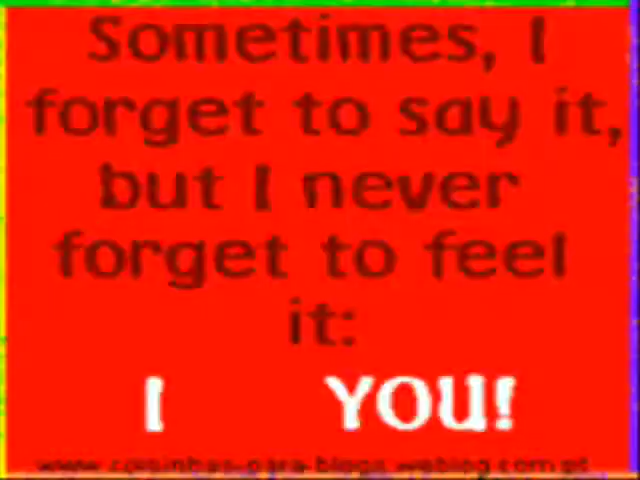 Sometimes, I
forget to say it,
but I never
forget to feel
it:
I YOU!
www.coisinhas-para-blogs.weblog.com.pt